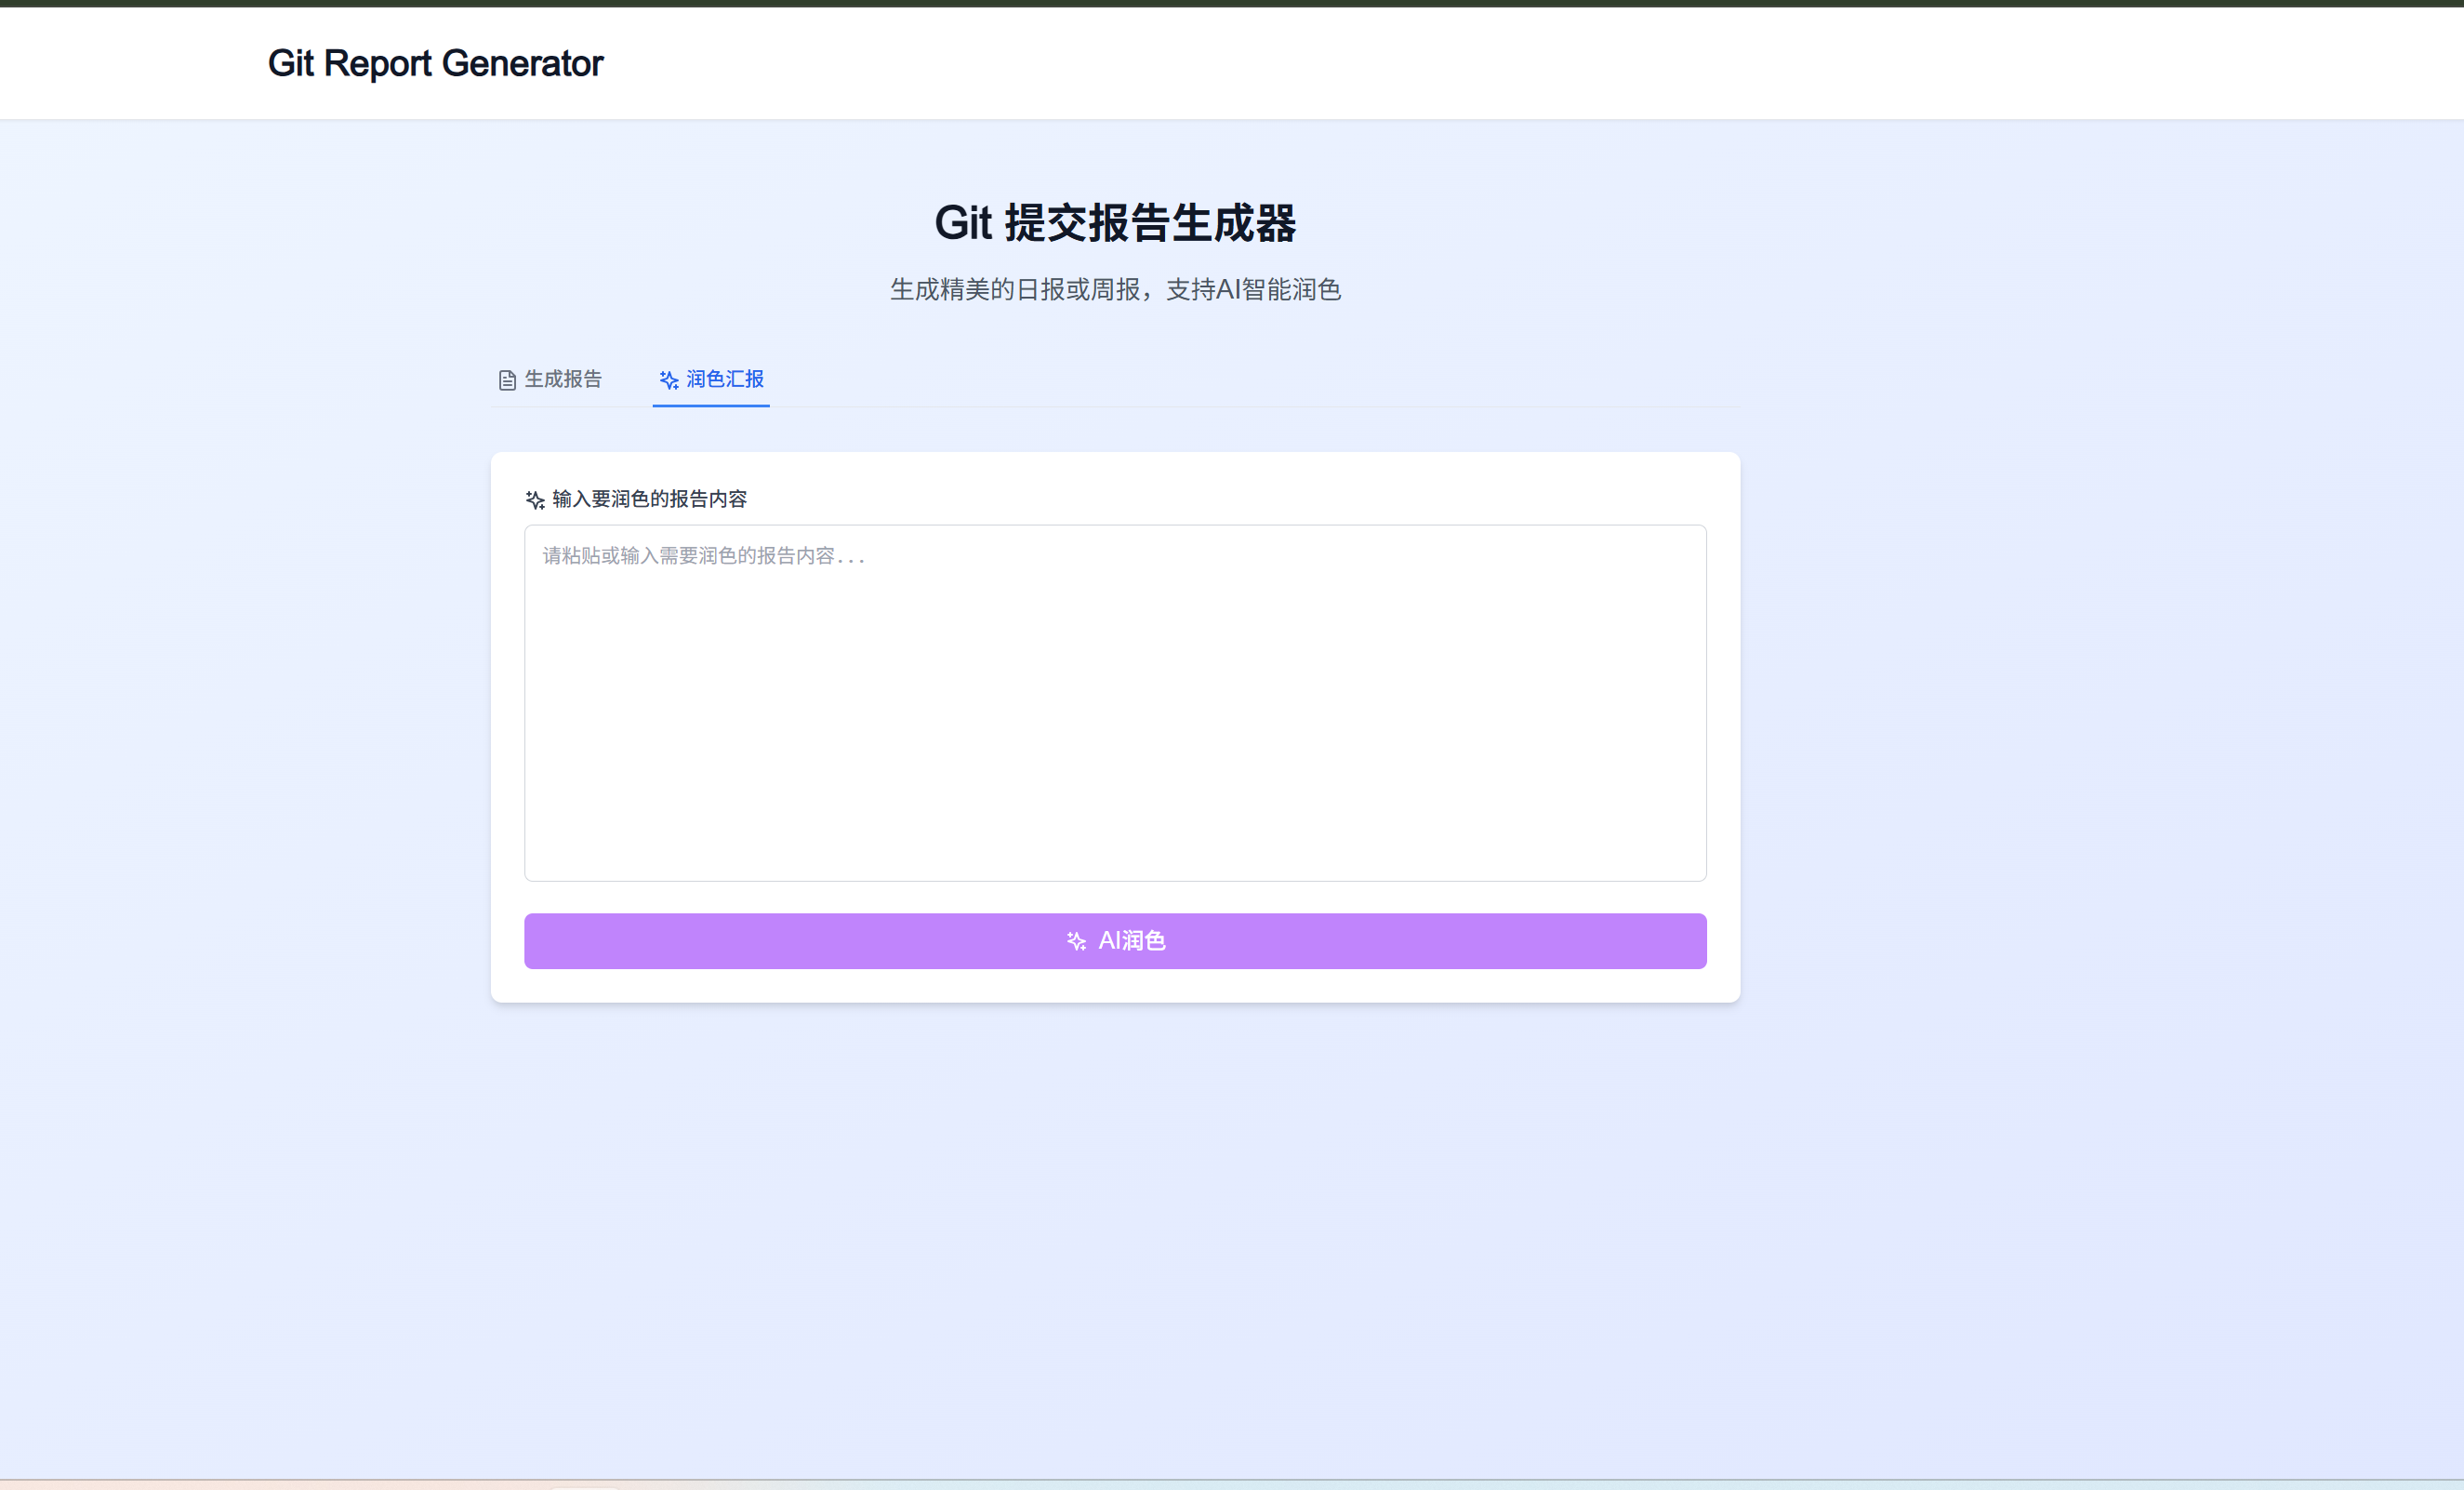 Git Report Generator
Git 提交报告生成器
生成精美的日报或周报，支持AI智能润色
生成报告
润色汇报
输入要润色的报告内容
请粘贴或输入需要润色的报告内容...
AI润色